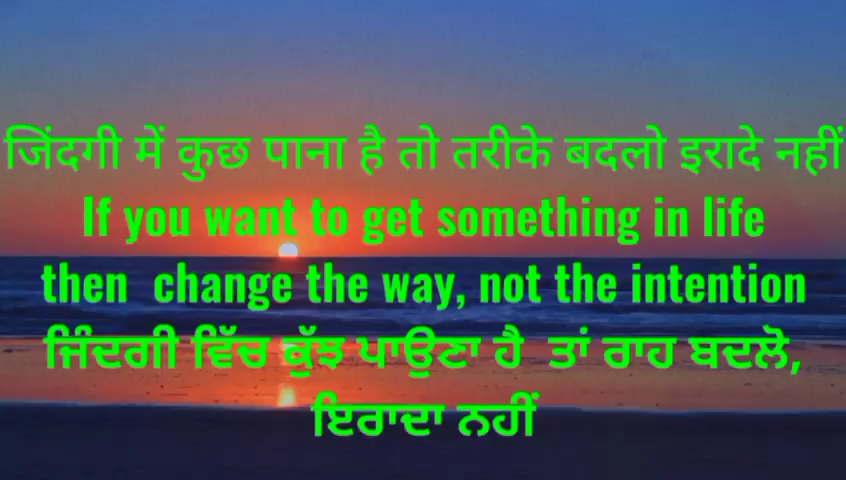 जिंदगी में कुछ पाना है तो तरीके बदलो इरादे नहीं
If you want to get something in life
then change the way, not the intention
ਜਿੰਦਗੀ ਵਿੱਚ ਕੁੱਝ ਪਾਉਣਾ ਹੈ ਤਾਂ ਰਾਹ ਬਦਲੋ,
ਇਰਾਦਾ ਨਹੀਂ